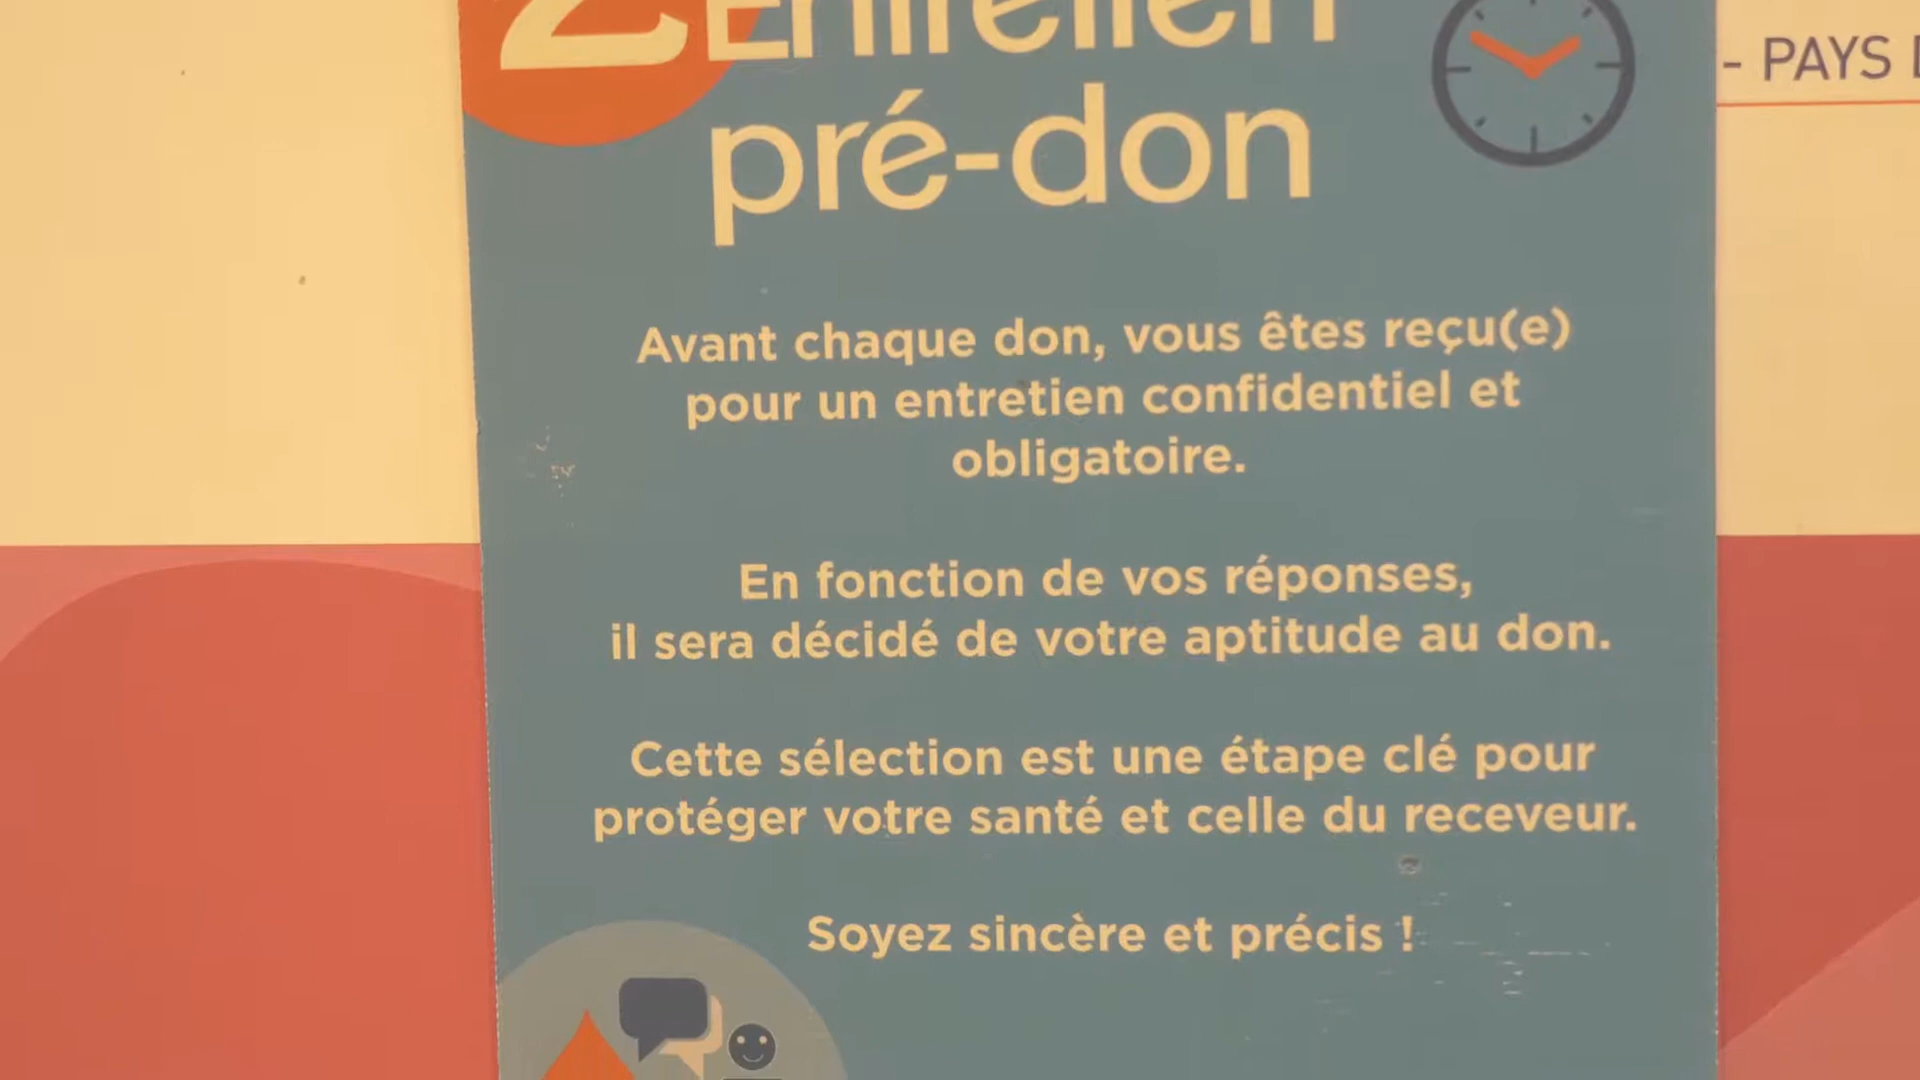 2 Entretien
pré-don
- PAYS D
Avant chaque don, vous êtes reçu(e)
pour un entretien confidentiel et
obligatoire.
En fonction de vos réponses,
il sera décidé de votre aptitude au don.
Cette sélection est une étape clé pour
protéger votre santé et celle du receveur.
Soyez sincère et précis !